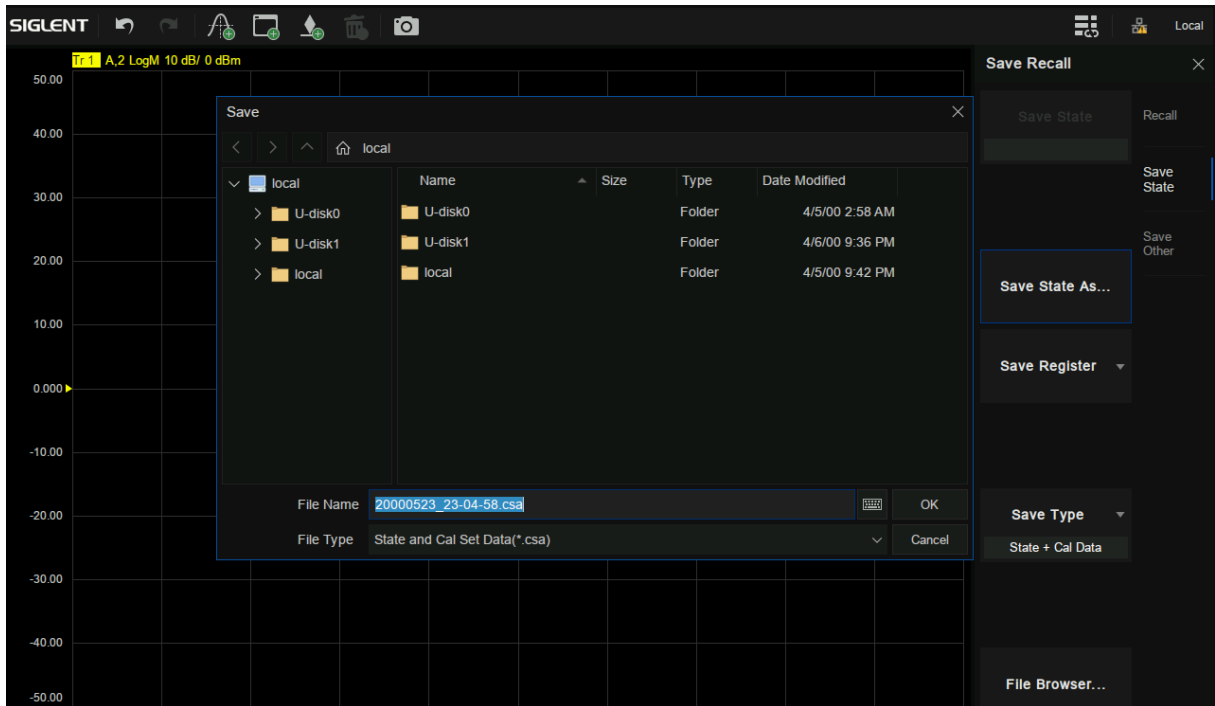 SIGLENT
Local
Tr 1 A,2 LogM 10 dB/ 0 dBm
50.00
40.00
30.00
20.00
10.00
0.000
-10.00
-20.00
-30.00
-40.00
-50.00
Save
local
local
U-disk0
U-disk1
local
Name Size Type Date Modified
U-disk0 Folder 4/5/00 2:58 AM
U-disk1 Folder 4/6/00 9:36 PM
local Folder 4/5/00 9:42 PM
File Name 20000523_23-04-58.csa OK
File Type State and Cal Set Data(*.csa) Cancel
Save Recall
Save State
Save State As...
Save Register
Save Type
State + Cal Data
File Browser...
Recall
Save
State
Save
Other